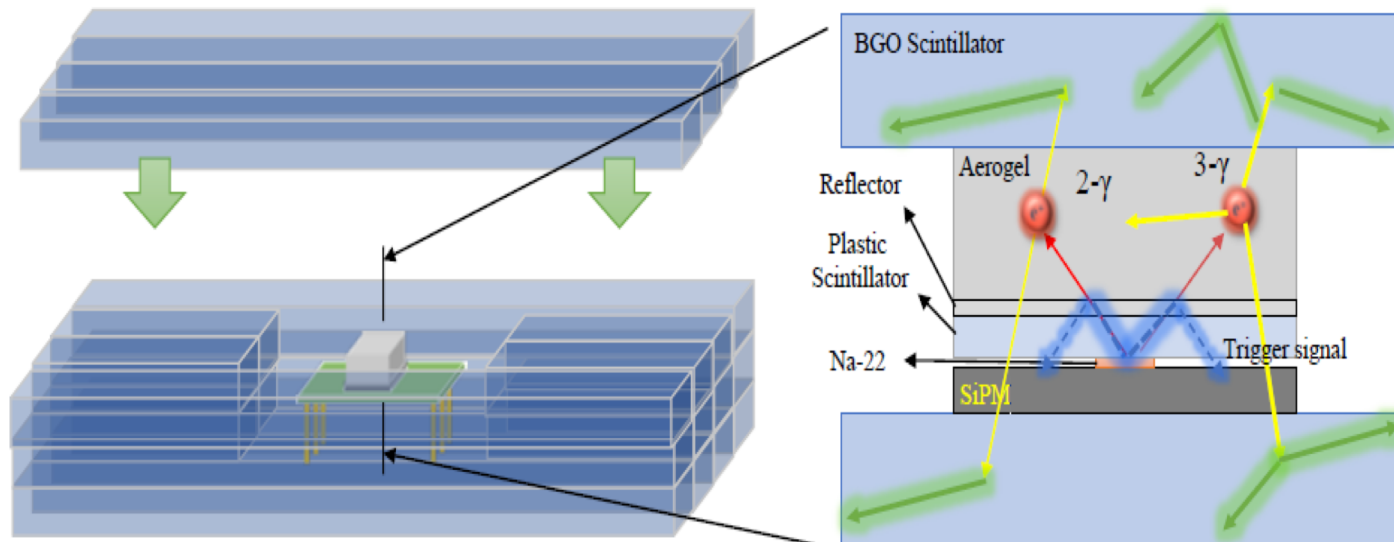 BGO Scintillator
Aerogel
2-γ
3-γ
Reflector
Plastic
Scintillator
Na-22
Trigger signal
SiPM